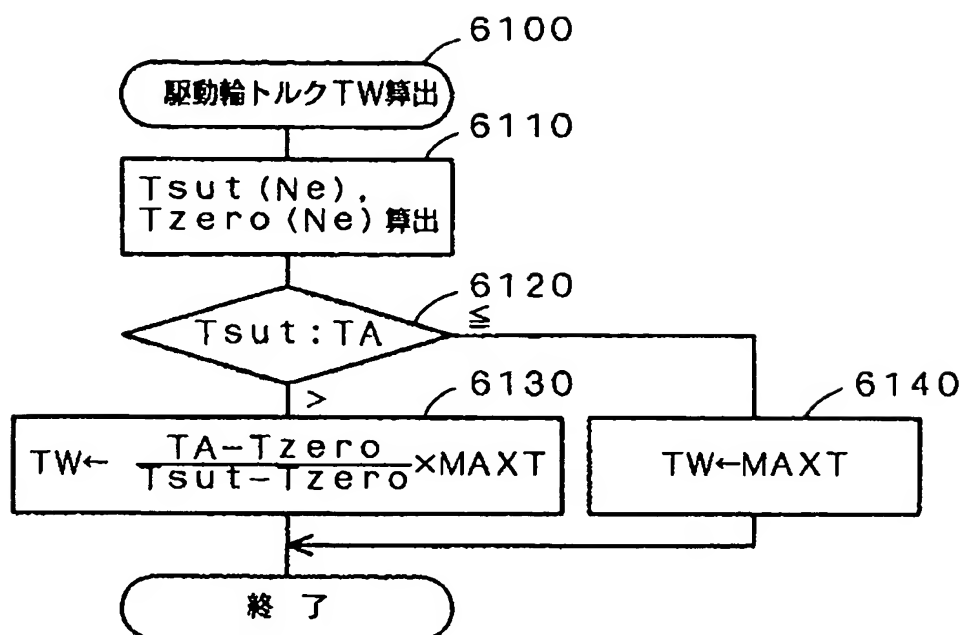 6100
駆動輪トルクTW算出
6110
Tsut(Ne),
Tzero(Ne)算出
6120
Tsut:TA
≦
>
6130
6140
TW← TA-Tzero
Tsut-Tzero ×MAXT
TW←MAXT
終 了